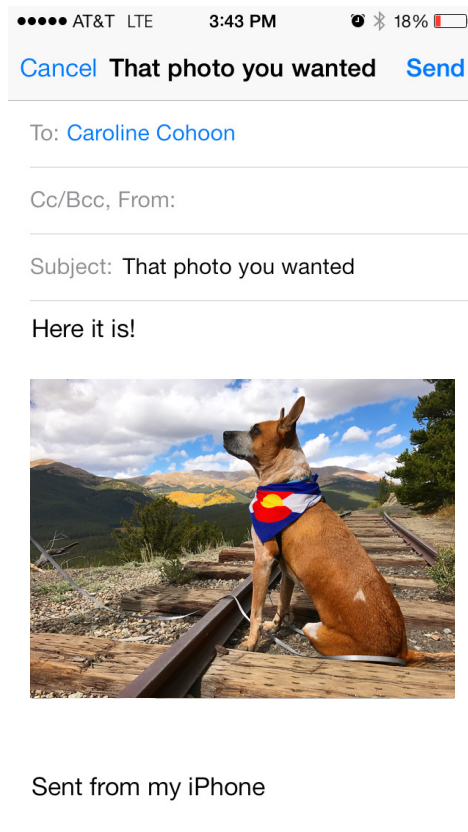 AT&T LTE 3:43 PM 18%
Cancel That photo you wanted Send
To: Caroline Cohoon
Cc/Bcc, From:
Subject: That photo you wanted
Here it is!
Sent from my iPhone